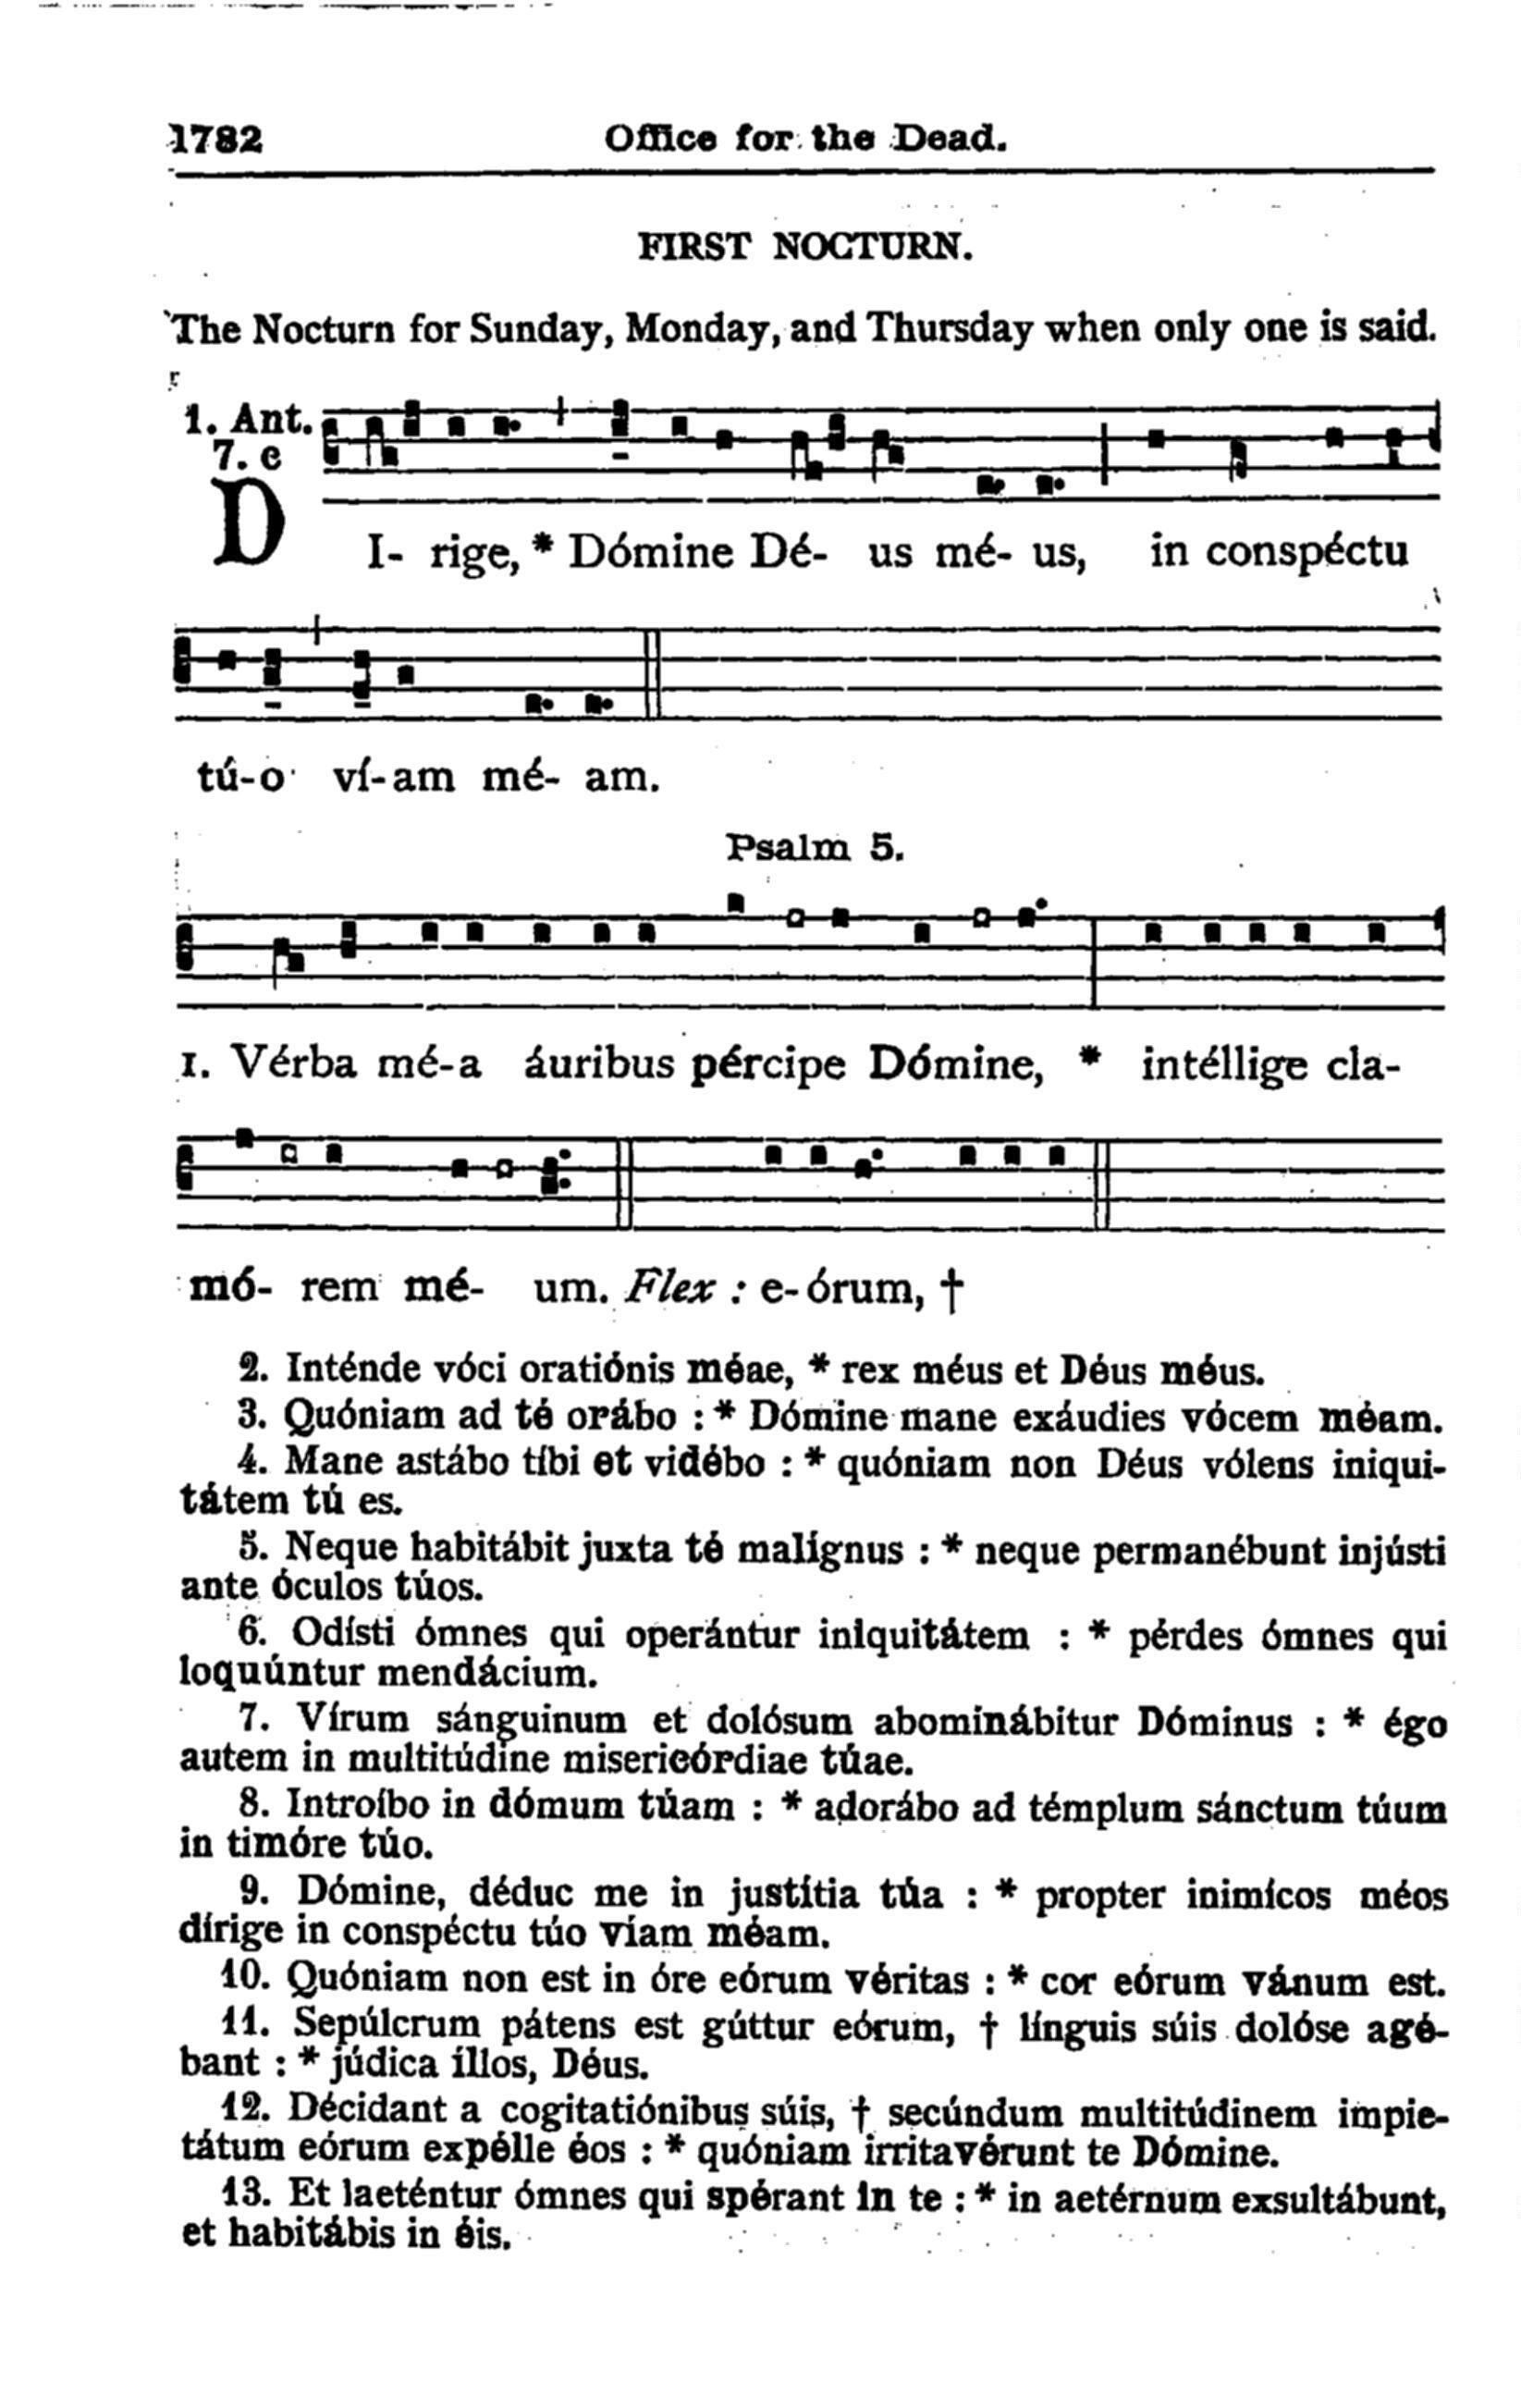 1782 Office for the Dead.
FIRST NOCTURN.
The Nocturn for Sunday, Monday, and Thursday when only one is said.
1. Ant.
7. c
DI- rige, * Dómine Dé- us mé- us, in conspéctu
tú-o ví-am mé- am.
Psalm 5.
1. Vérba mé-a áuribus pércipe Dómine, * intéllige cla-
mó- rem mé- um. Flex : e-órum, †
2. Inténde vóci oratiónis méae, * rex méus et Déus méus.
3. Quóniam ad té orábo : * Dómine mane exáudies vócem méam.
4. Mane astábo tíbi et vidébo : * quóniam non Déus vólens iniqui-
tátem tú es.
5. Neque habitábit juxta té malígnus : * neque permanébunt injústi
ante óculos túos.
6. Odísti ómnes qui operántur iniquitátem : * pérdes ómnes qui
loquúntur mendácium.
7. Vírum sánguinum et dolósum abominábitur Dóminus : * égo
autem in multitúdine misericórdiae túae.
8. Introíbo in dómum túam : * adorábo ad témplum sánctum túum
in timóre túo.
9. Dómine, déduc me in justítia túa : * propter inimícos méos
dírige in conspéctu túo víam méam.
10. Quóniam non est in óre eórum véritas : * cor eórum vánum est.
11. Sepúlcrum pátens est gúttur eórum, † línguis súis dolóse agé-
bant : * júdica íllos, Déus.
12. Décidant a cogitatiónibus súis, † secúndum multitúdinem impie-
tátum eórum expélle éos : * quóniam irritavérunt te Dómine.
13. Et laeténtur ómnes qui spérant in te : * in aetérnum exsultábunt,
et habitábis in éis.